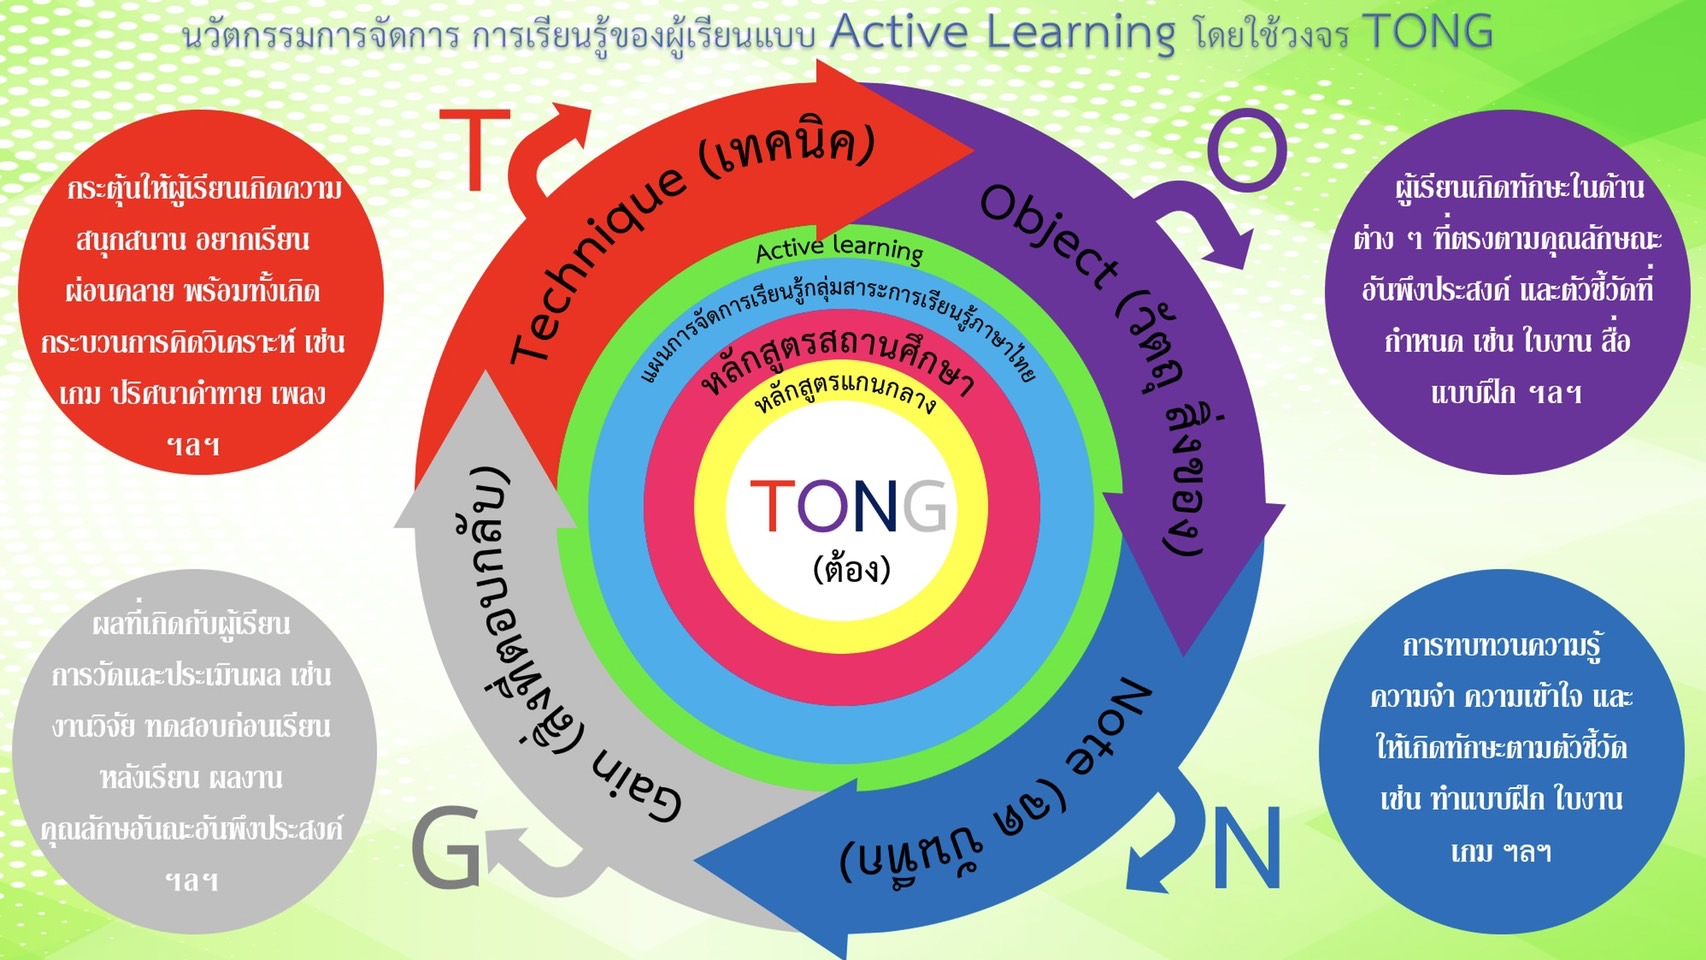 นวัตกรรมการจัดการ การเรียนรู้ของผู้เรียนแบบ Active Learning โดยใช้วงจร TONG
T
กระตุ้นให้ผู้เรียนเกิดความ
สนุกสนาน อยากเรียน
ผ่อนคลาย พร้อมทั้งเกิด
กระบวนการคิดวิเคราะห์ เช่น
เกม ปริศนาคำทาย เพลง
ฯลฯ
O
ผู้เรียนเกิดทักษะในด้าน
ต่าง ๆ ที่ตรงตามคุณลักษณะ
อันพึงประสงค์ และตัวชี้วัดที่
กำหนด เช่น ใบงาน สื่อ
แบบฝึก ฯลฯ
Technique (เทคนิค)
Object (วัตถุ สิ่งของ)
Note (จด บันทึก)
Gain (สิ่งที่ตอบกลับ)
Active learning
แผนการจัดการเรียนรู้กลุ่มสาระการเรียนรู้ภาษาไทย
หลักสูตรสถานศึกษา
หลักสูตรแกนกลาง
TONG
(ต้อง)
G
ผลที่เกิดกับผู้เรียน
การวัดและประเมินผล เช่น
งานวิจัย ทดสอบก่อนเรียน
หลังเรียน ผลงาน
คุณลักษอันณะอันพึงประสงค์
ฯลฯ
N
การทบทวนความรู้
ความจำ ความเข้าใจ และ
ให้เกิดทักษะตามตัวชี้วัด
เช่น ทำแบบฝึก ใบงาน
เกม ฯลฯ